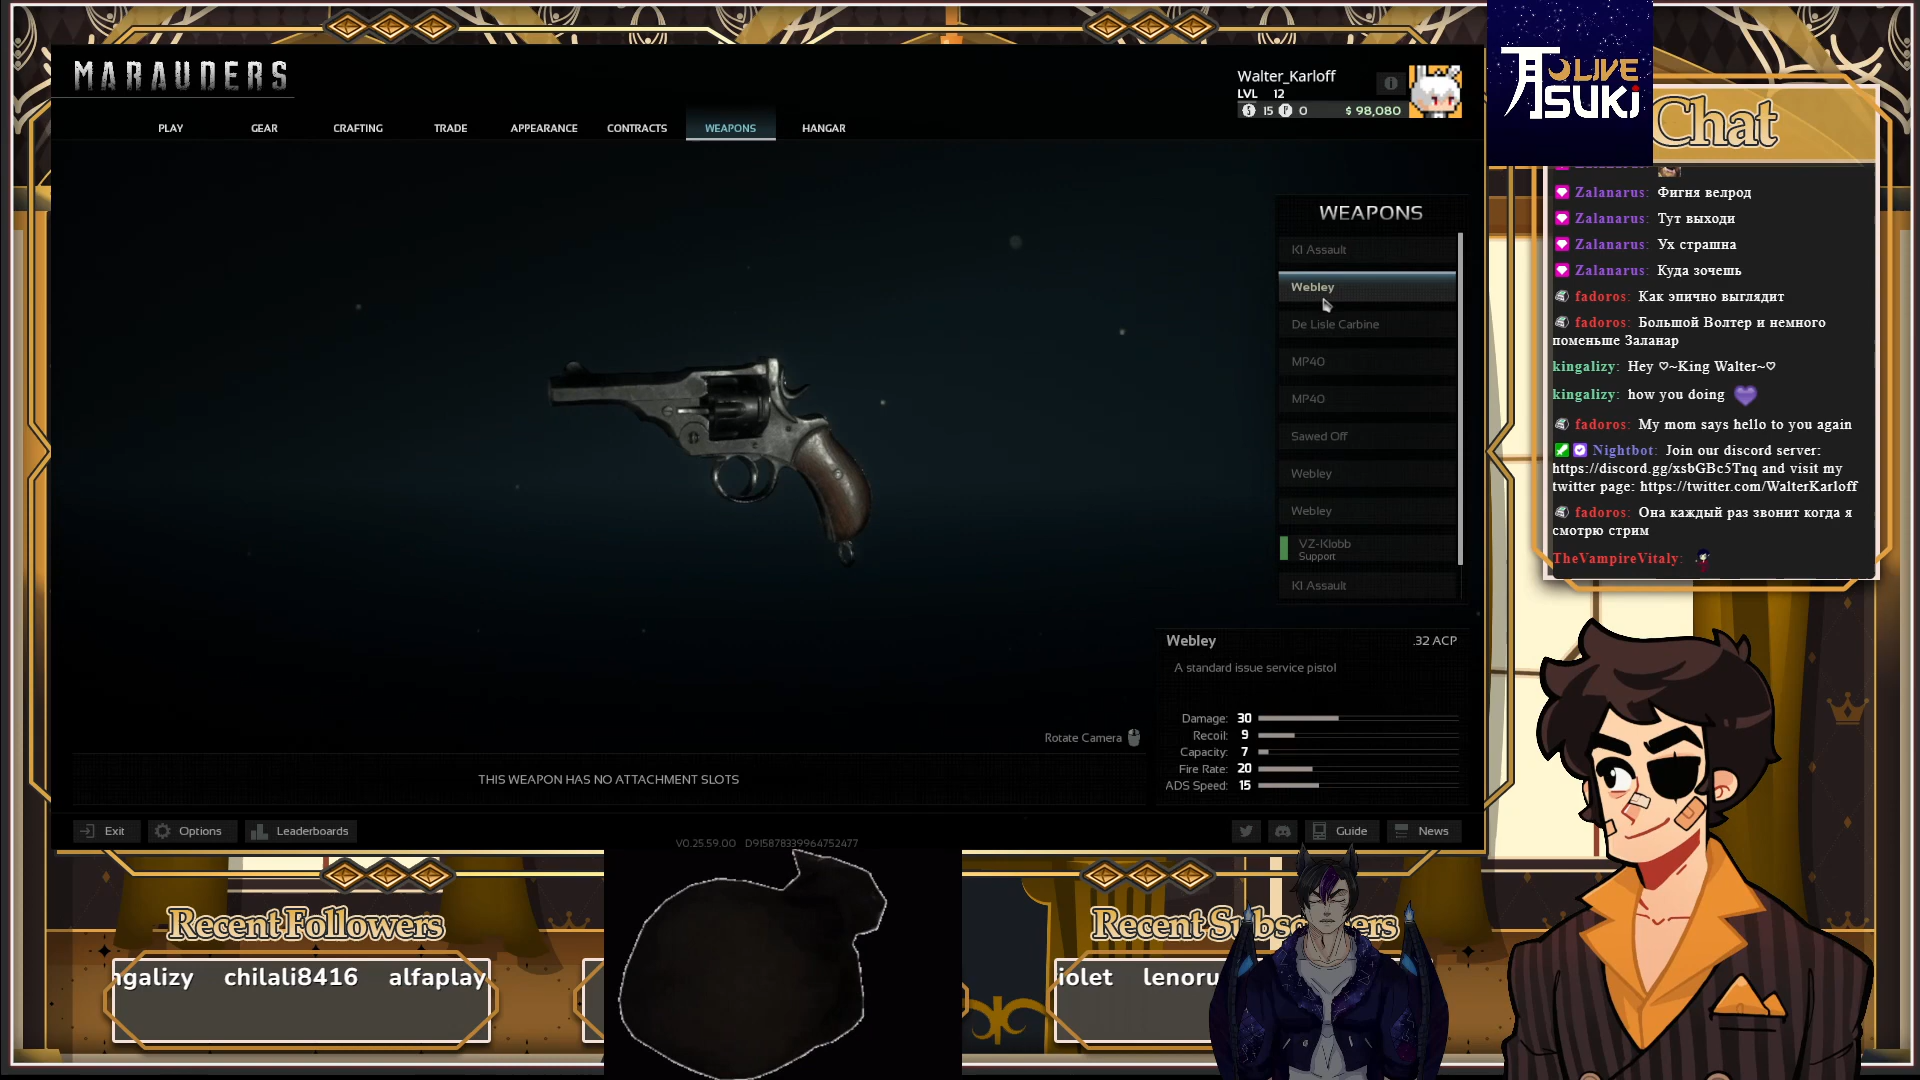 MARAUDERS
Walter_Karloff
LVL 12
15 0 $ 98,080
PLAY GEAR CRAFTING TRADE APPEARANCE CONTRACTS WEAPONS HANGAR
WEAPONS
KI Assault
Webley
De Lisle Carbine
MP40
MP40
Sawed Off
Webley
Webley
VZ-Klobb
Support
KI Assault
Webley .32 ACP
A standard issue service pistol
Damage: 30
Recoil: 9
Capacity: 7
Fire Rate: 20
ADS Speed: 15
Rotate Camera
THIS WEAPON HAS NO ATTACHMENT SLOTS
Exit Options Leaderboards
Guide News
V0.25.59.00 D915878339964752477
月 LIVE
TSUKI
Chat
Zalanarus: Фигня велрод
Zalanarus: Тут выходи
Zalanarus: Ух страшна
Zalanarus: Куда зочешь
fadoros: Как эпично выглядит
fadoros: Большой Волтер и немного
поменьше Заланар
kingalizy: Hey ♡~King Walter~♡
kingalizy: how you doing
fadoros: My mom says hello to you again
Nightbot: Join our discord server:
https://discord.gg/xsbGBc5Tnq and visit my
twitter page: https://twitter.com/WalterKarloff
fadoros: Она каждый раз звонит когда я
смотрю стрим
TheVampireVitaly:
Recent Followers
ngalizy chilali8416 alfaplay
Recent Subscribers
iolet lenoru